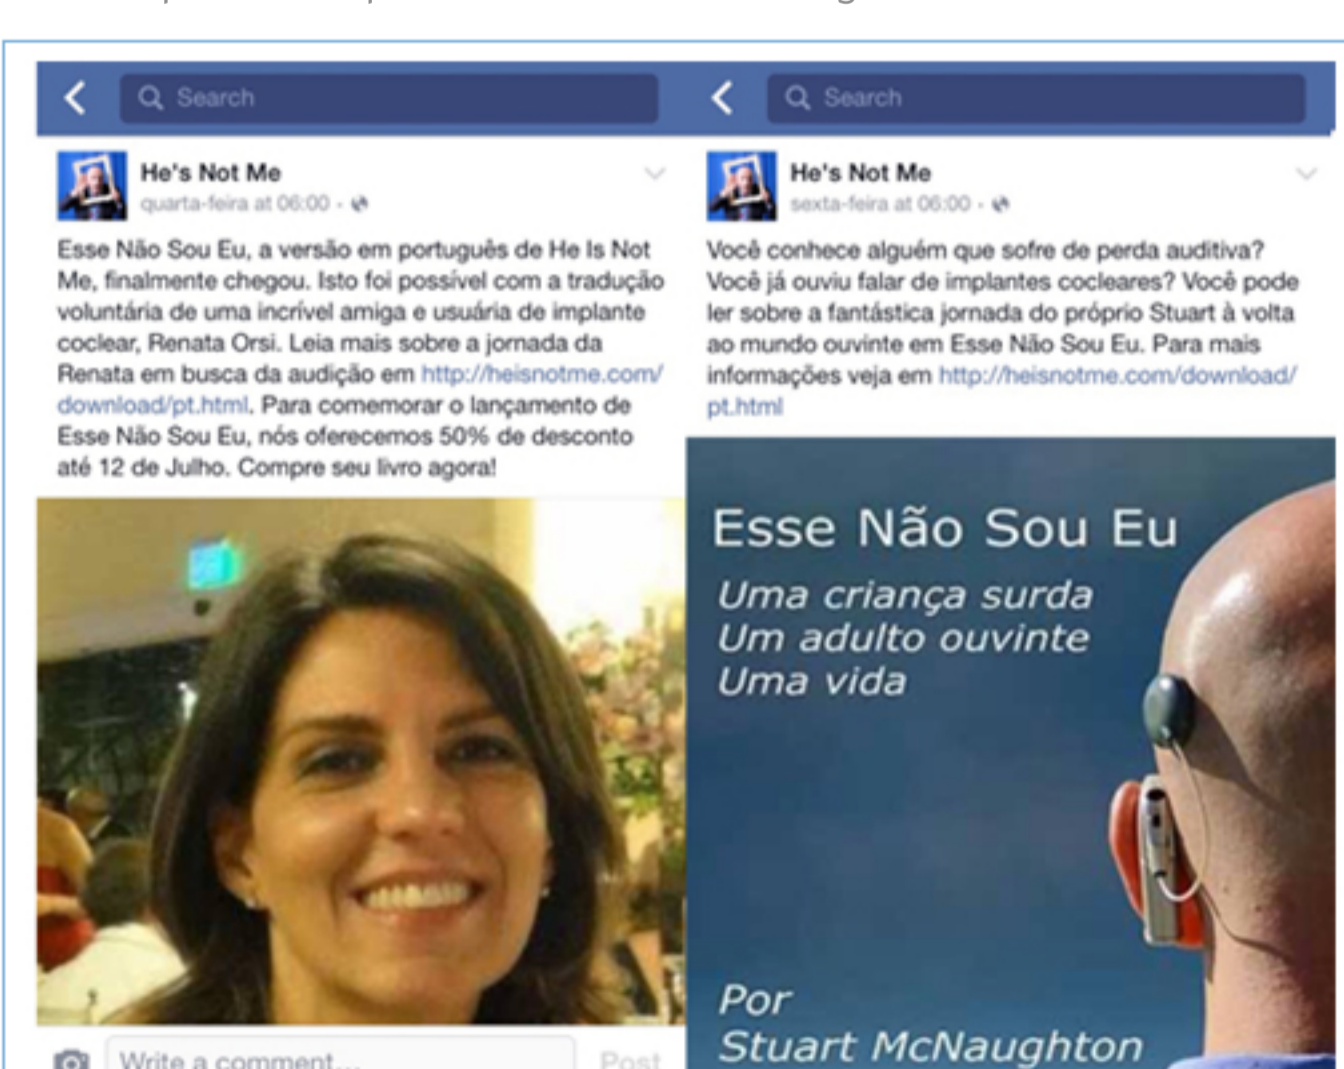 Search
He's Not Me
quarta-feira at 06:00 ·
Esse Não Sou Eu, a versão em português de He Is Not
Me, finalmente chegou. Isto foi possível com a tradução
voluntária de uma incrível amiga e usuária de implante
coclear, Renata Orsi. Leia mais sobre a jornada da
Renata em busca da audição em http://heisnotme.com/
download/pt.html. Para comemorar o lançamento de
Esse Não Sou Eu, nós oferecemos 50% de desconto
até 12 de Julho. Compre seu livro agora!
Write a comment...
Post
Search
He's Not Me
sexta-feira at 06:00 ·
Você conhece alguém que sofre de perda auditiva?
Você já ouviu falar de implantes cocleares? Você pode
ler sobre a fantástica jornada do próprio Stuart à volta
ao mundo ouvinte em Esse Não Sou Eu. Para mais
informações veja em http://heisnotme.com/download/
pt.html
Esse Não Sou Eu
Uma criança surda
Um adulto ouvinte
Uma vida
Por
Stuart McNaughton